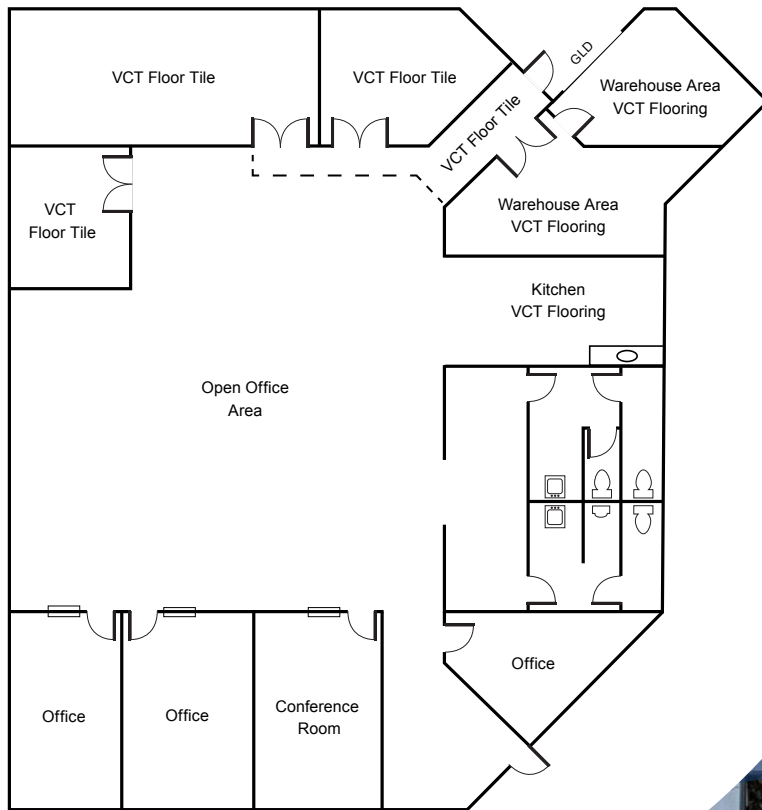 VCT Floor Tile
VCT Floor Tile
GLD
Warehouse Area
VCT Flooring
VCT Floor Tile
VCT
Floor Tile
Warehouse Area
VCT Flooring
Kitchen
VCT Flooring
Open Office
Area
Office
Office
Conference
Room
Office